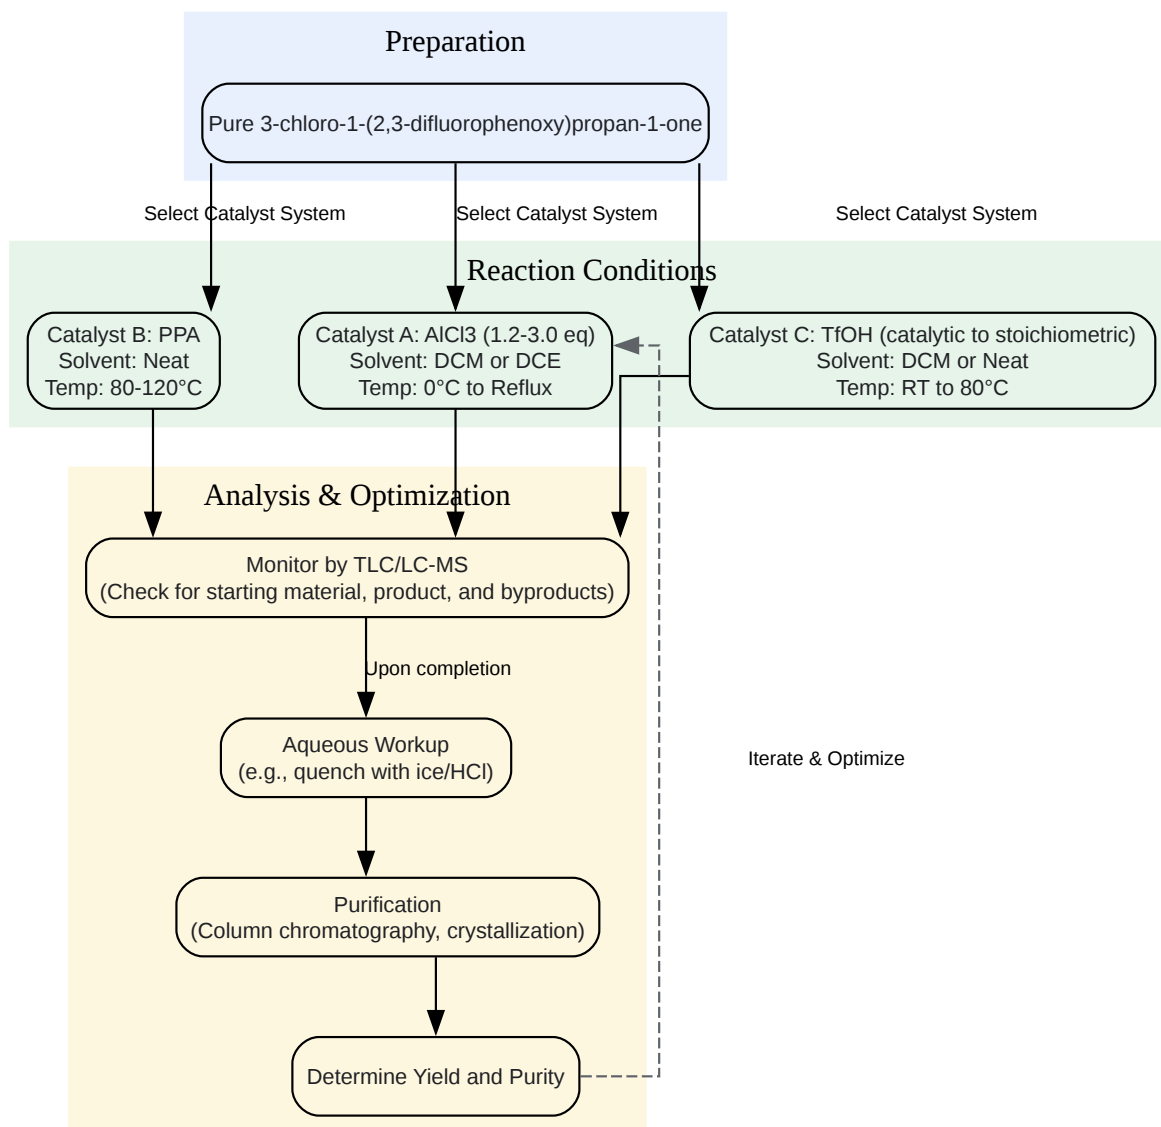 Preparation
Pure 3-chloro-1-(2,3-difluorophenoxy)propan-1-one
Select Catalyst System
Select Catalyst System
Select Catalyst System
Reaction Conditions
Catalyst B: PPA
Solvent: Neat
Temp: 80-120°C
Catalyst A: AlCl3 (1.2-3.0 eq)
Solvent: DCM or DCE
Temp: 0°C to Reflux
Catalyst C: TfOH (catalytic to stoichiometric)
Solvent: DCM or Neat
Temp: RT to 80°C
Analysis & Optimization
Monitor by TLC/LC-MS
(Check for starting material, product, and byproducts)
Upon completion
Aqueous Workup
(e.g., quench with ice/HCl)
Iterate & Optimize
Purification
(Column chromatography, crystallization)
Determine Yield and Purity